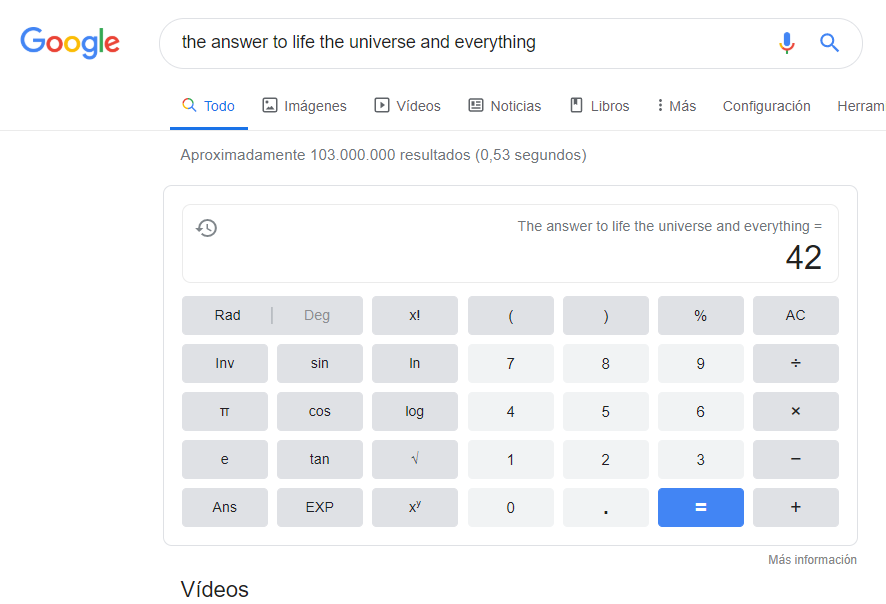 Google the answer to life the universe and everything
Todo Imágenes Vídeos Noticias Libros Más Configuración Herram
Aproximadamente 103.000.000 resultados (0,53 segundos)
The answer to life the universe and everything =
42
Rad | Deg x! ( ) % AC
Inv sin ln 7 8 9 ÷
π cos log 4 5 6 ×
e tan √ 1 2 3 −
Ans EXP xʸ 0 . = +
Más información
Vídeos